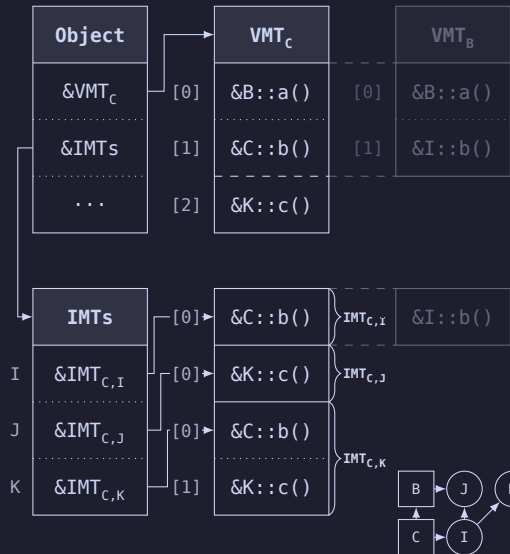 Object VMT_C VMT_B
&VMT_C [0] &B::a() [0] &B::a()
&IMTs [1] &C::b() [1] &I::b()
... [2] &K::c()
IMTs [0] &C::b() IMT_C,I &I::b()
I &IMT_C,I [0] &K::c() IMT_C,J
J &IMT_C,J [0] &C::b()
IMT_C,K
K &IMT_C,K [1] &K::c()
B J
C I